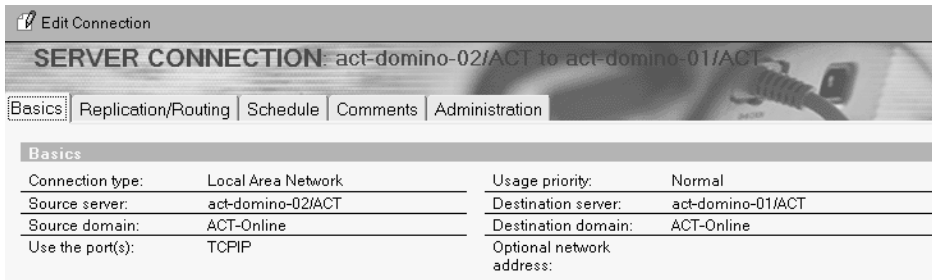 Edit Connection
SERVER CONNECTION: act-domino-02/ACT to act-domino-01/ACT
Basics Replication/Routing Schedule Comments Administration
Basics
Connection type: Local Area Network Usage priority: Normal
Source server: act-domino-02/ACT Destination server: act-domino-01/ACT
Source domain: ACT-Online Destination domain: ACT-Online
Use the port(s): TCPIP Optional network
address: